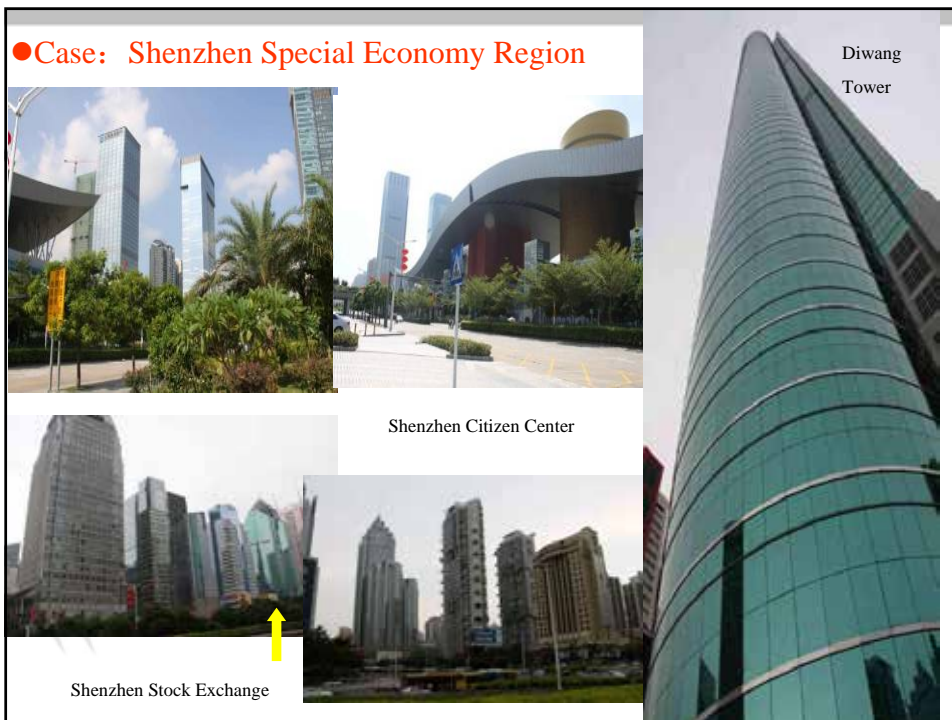 ●Case：Shenzhen Special Economy Region
Diwang
Tower
Shenzhen Citizen Center
Shenzhen Stock Exchange